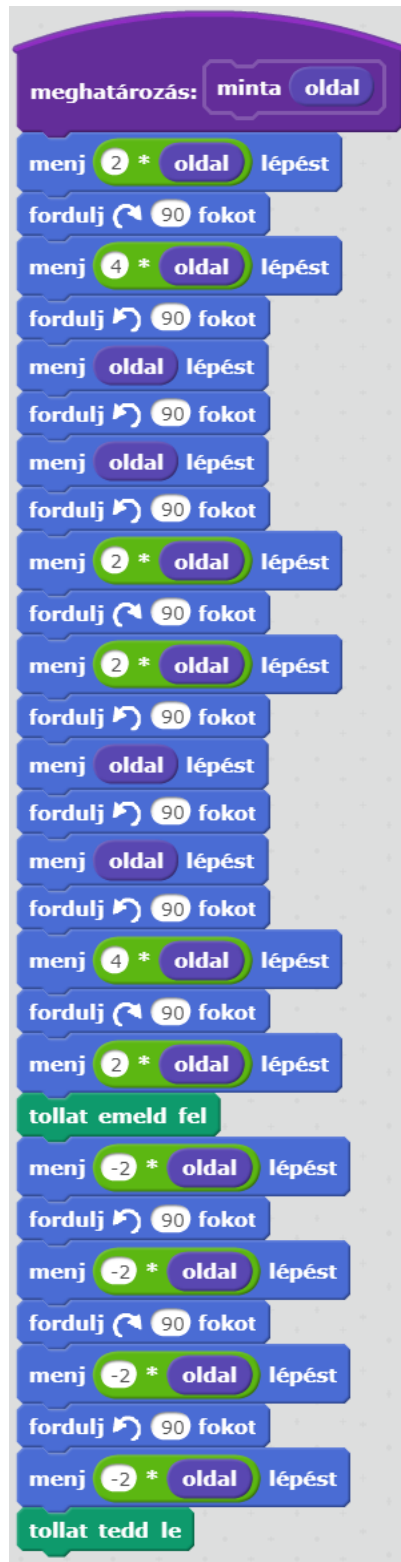 meghatározás: minta oldal
menj 2 * oldal lépést
fordulj 90 fokot
menj 4 * oldal lépést
fordulj 90 fokot
menj oldal lépést
fordulj 90 fokot
menj oldal lépést
fordulj 90 fokot
menj 2 * oldal lépést
fordulj 90 fokot
menj 2 * oldal lépést
fordulj 90 fokot
menj oldal lépést
fordulj 90 fokot
menj oldal lépést
fordulj 90 fokot
menj 4 * oldal lépést
fordulj 90 fokot
menj 2 * oldal lépést
tollat emeld fel
menj -2 * oldal lépést
fordulj 90 fokot
menj -2 * oldal lépést
fordulj 90 fokot
menj -2 * oldal lépést
fordulj 90 fokot
menj -2 * oldal lépést
tollat tedd le